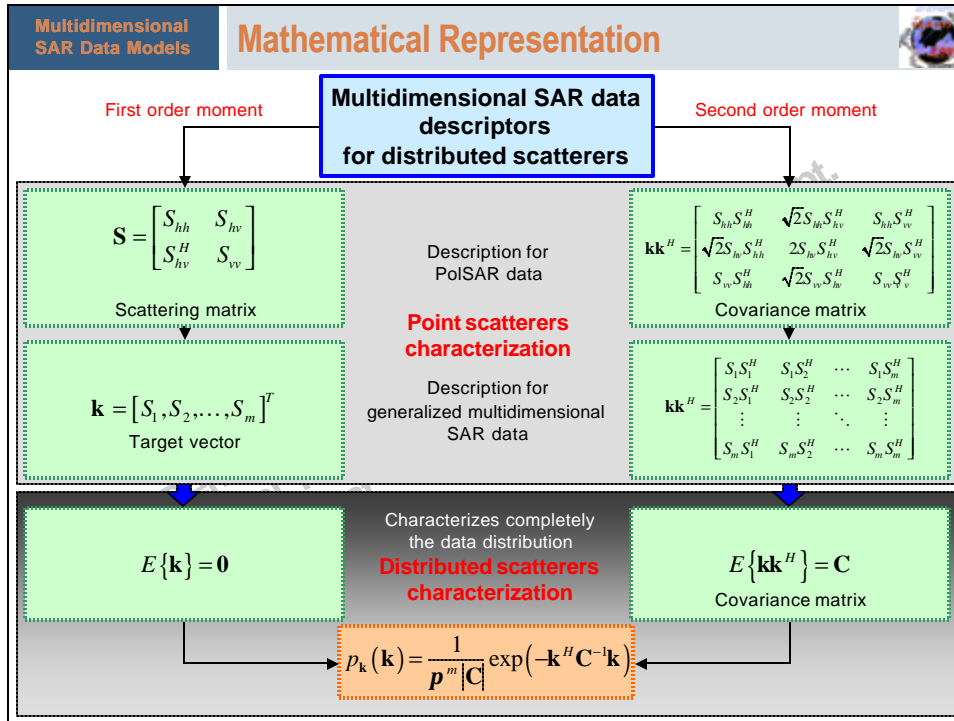 Multidimensional
SAR Data Models
Mathematical Representation
First order moment
Multidimensional SAR data
descriptors
for distributed scatterers
Second order moment
S = [ S_hh S_hv ; S_hv^H S_vv ]
Scattering matrix
Description for
PolSAR data
kk^H = [ S_hh S_hh^H √2S_hh S_hv^H S_hh S_vv^H ; √2S_hv S_hh^H 2S_hv S_hv^H √2S_hv S_vv^H ; S_vv S_hh^H √2S_vv S_hv^H S_vv S_v^H ]
Covariance matrix
Point scatterers
characterization
k = [S_1, S_2, …, S_m]^T
Target vector
Description for
generalized multidimensional
SAR data
kk^H = [ S_1S_1^H S_1S_2^H ⋯ S_1S_m^H ; S_2S_1^H S_2S_2^H ⋯ S_2S_m^H ; ⋮ ⋮ ⋱ ⋮ ; S_mS_1^H S_mS_2^H ⋯ S_mS_m^H ]
E{k} = 0
Characterizes completely
the data distribution
Distributed scatterers
characterization
E{kk^H} = C
Covariance matrix
p_k(k) = 1 / (p^m |C|) exp(−k^H C^−1 k)